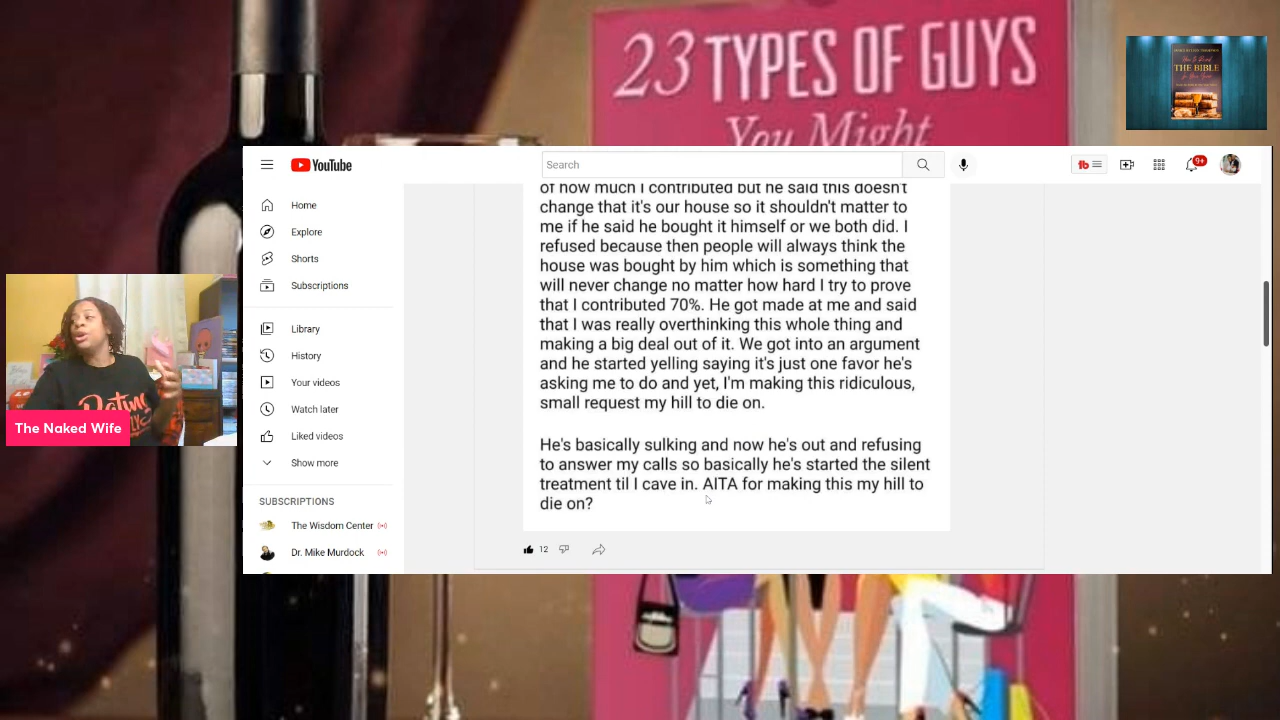 23 TYPES OF GUYS
You Might
THE BIBLE
YouTube
Search
9+
Home
Explore
Shorts
Subscriptions
Library
History
Your videos
Watch later
Liked videos
Show more
SUBSCRIPTIONS
The Wisdom Center
Dr. Mike Murdock
of how much I contributed but he said this doesn't
change that it's our house so it shouldn't matter to
me if he said he bought it himself or we both did. I
refused because then people will always think the
house was bought by him which is something that
will never change no matter how hard I try to prove
that I contributed 70%. He got made at me and said
that I was really overthinking this whole thing and
making a big deal out of it. We got into an argument
and he started yelling saying it's just one favor he's
asking me to do and yet, I'm making this ridiculous,
small request my hill to die on.
He's basically sulking and now he's out and refusing
to answer my calls so basically he's started the silent
treatment til I cave in. AITA for making this my hill to
die on?
12
Dating
The Naked Wife